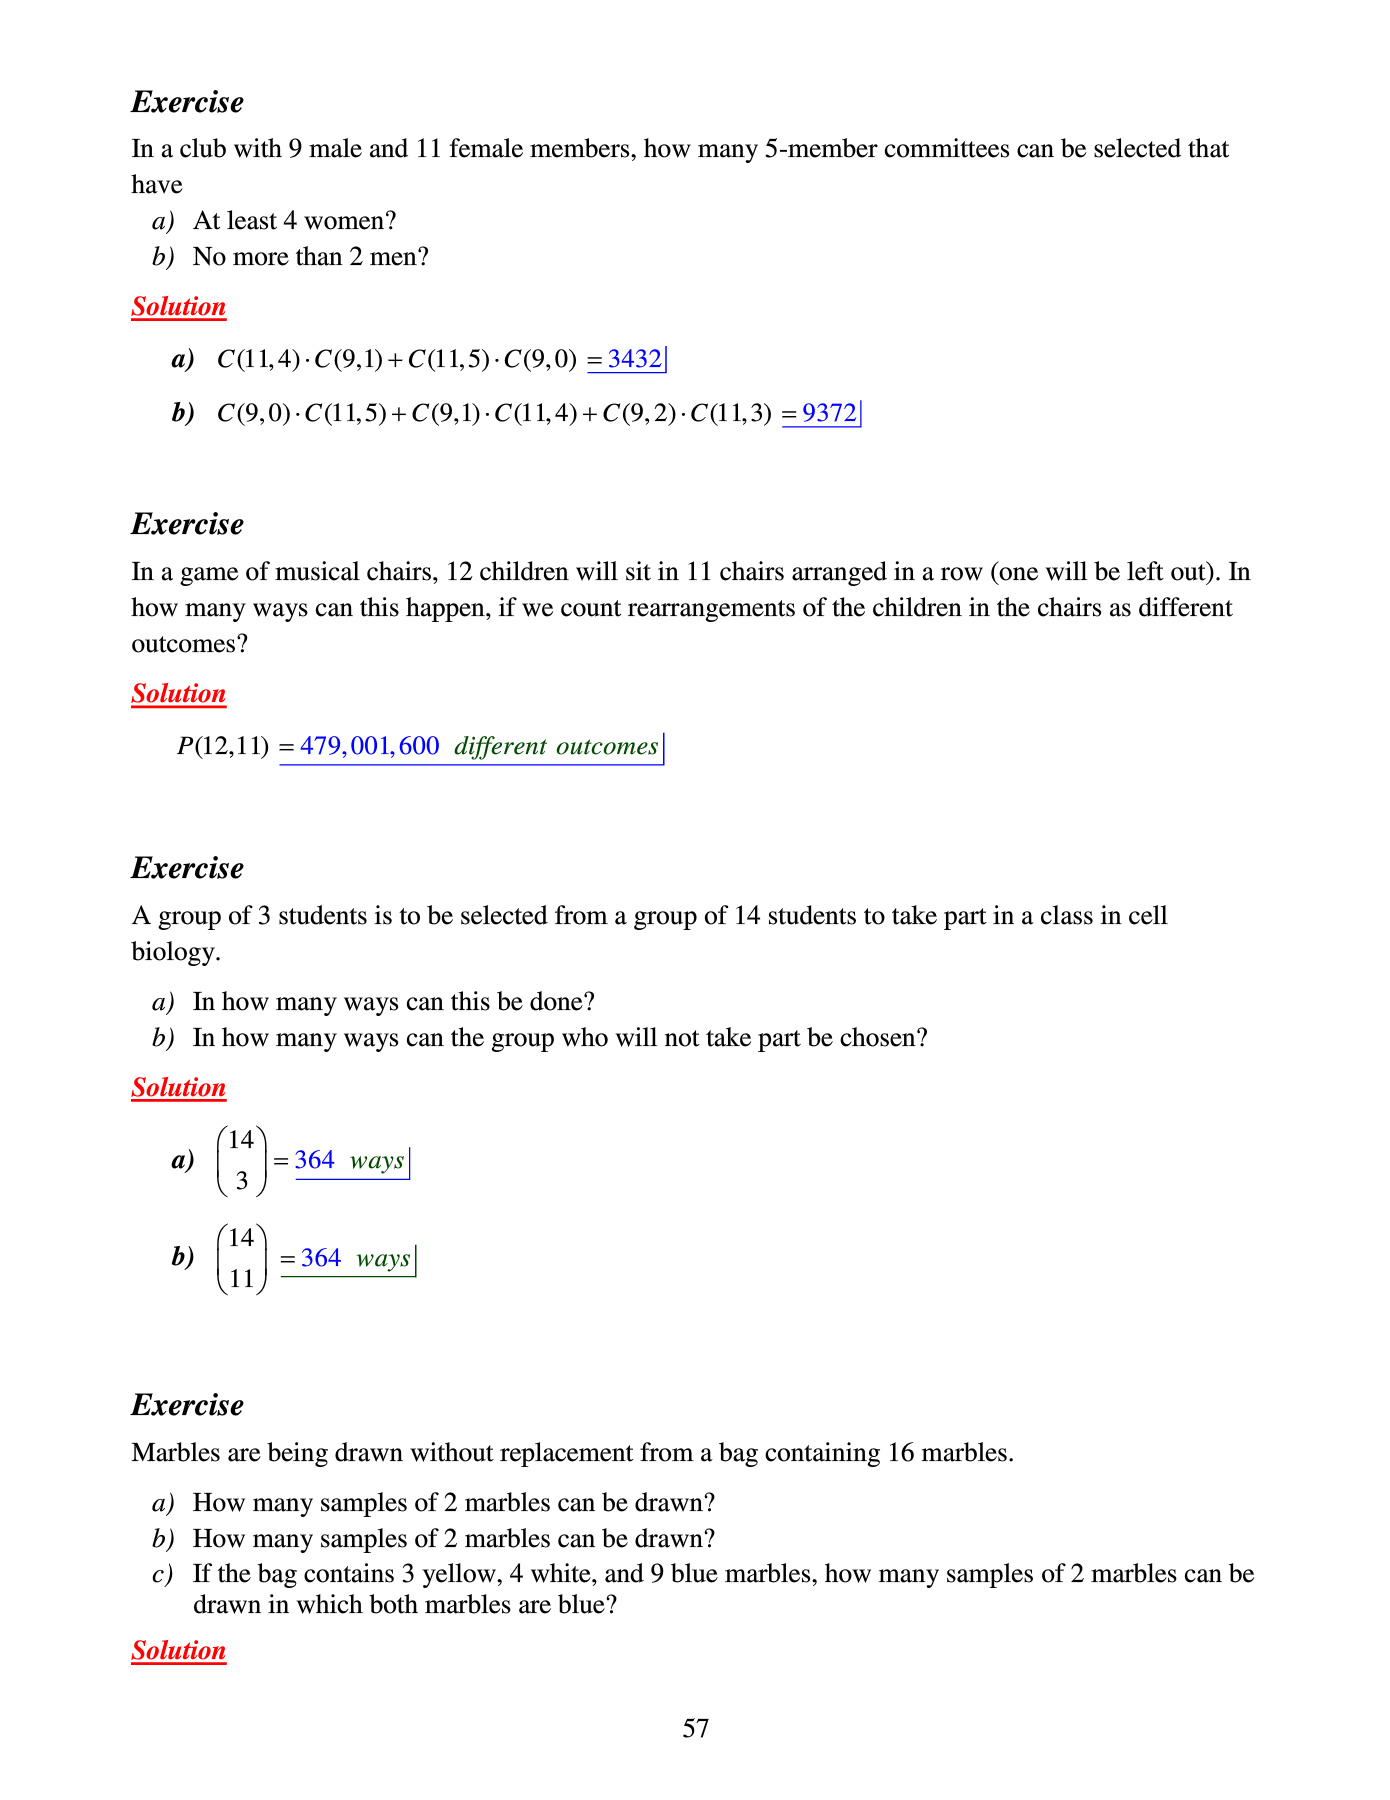 Exercise
In a club with 9 male and 11 female members, how many 5-member committees can be selected that
have
a) At least 4 women?
b) No more than 2 men?
Solution
a) C(11,4)·C(9,1)+C(11,5)·C(9,0) = 3432
b) C(9,0)·C(11,5)+C(9,1)·C(11,4)+C(9,2)·C(11,3) = 9372
Exercise
In a game of musical chairs, 12 children will sit in 11 chairs arranged in a row (one will be left out). In
how many ways can this happen, if we count rearrangements of the children in the chairs as different
outcomes?
Solution
P(12,11) = 479,001,600 different outcomes
Exercise
A group of 3 students is to be selected from a group of 14 students to take part in a class in cell
biology.
a) In how many ways can this be done?
b) In how many ways can the group who will not take part be chosen?
Solution
a) (14 3) = 364 ways
b) (14 11) = 364 ways
Exercise
Marbles are being drawn without replacement from a bag containing 16 marbles.
a) How many samples of 2 marbles can be drawn?
b) How many samples of 2 marbles can be drawn?
c) If the bag contains 3 yellow, 4 white, and 9 blue marbles, how many samples of 2 marbles can be
drawn in which both marbles are blue?
Solution
57